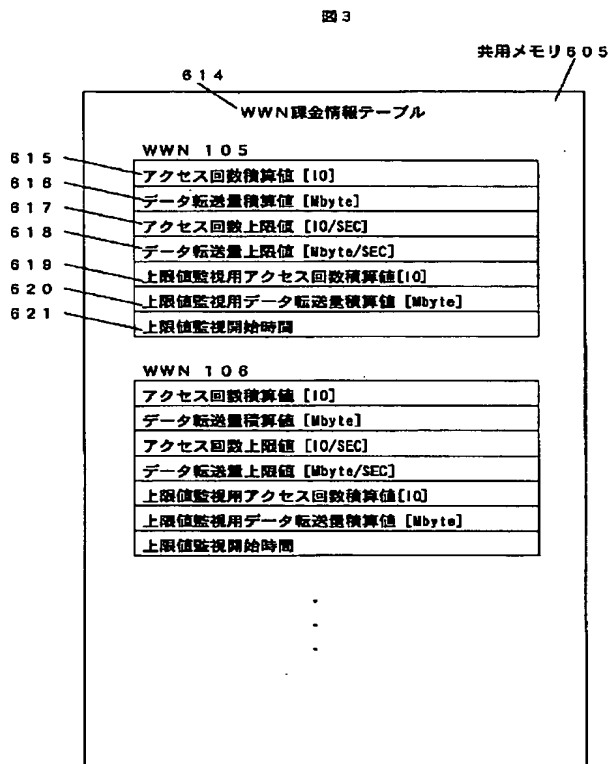 図3
共用メモリ605
614
WWN課金情報テーブル
WWN 105
615 アクセス回数積算値 [IO]
616 データ転送量積算値 [Mbyte]
617 アクセス回数上限値 [IO/SEC]
618 データ転送量上限値 [Mbyte/SEC]
619 上限値監視用アクセス回数積算値[IO]
620 上限値監視用データ転送量積算値 [Mbyte]
621 上限値監視開始時間
WWN 106
アクセス回数積算値 [IO]
データ転送量積算値 [Mbyte]
アクセス回数上限値 [IO/SEC]
データ転送量上限値 [Mbyte/SEC]
上限値監視用アクセス回数積算値[IO]
上限値監視用データ転送量積算値 [Mbyte]
上限値監視開始時間